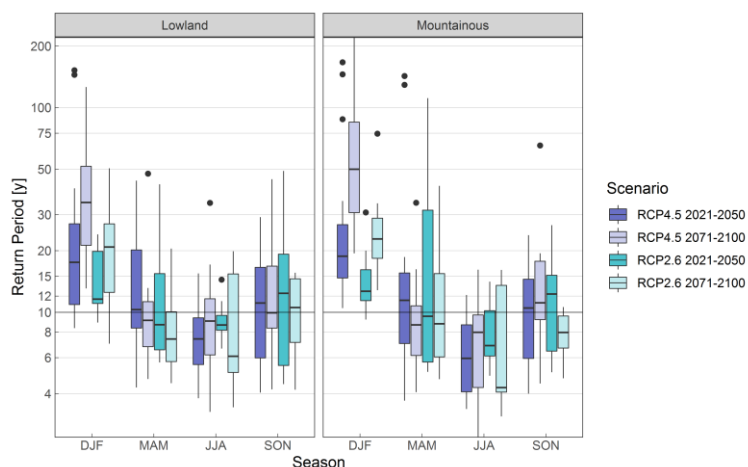 Lowland
Mountainous
200
100
75
50
30
20
15
12
10
8
6
4
Return Period [y]
DJF
MAM
JJA
SON
DJF
MAM
JJA
SON
Season
Scenario
RCP4.5 2021-2050
RCP4.5 2071-2100
RCP2.6 2021-2050
RCP2.6 2071-2100